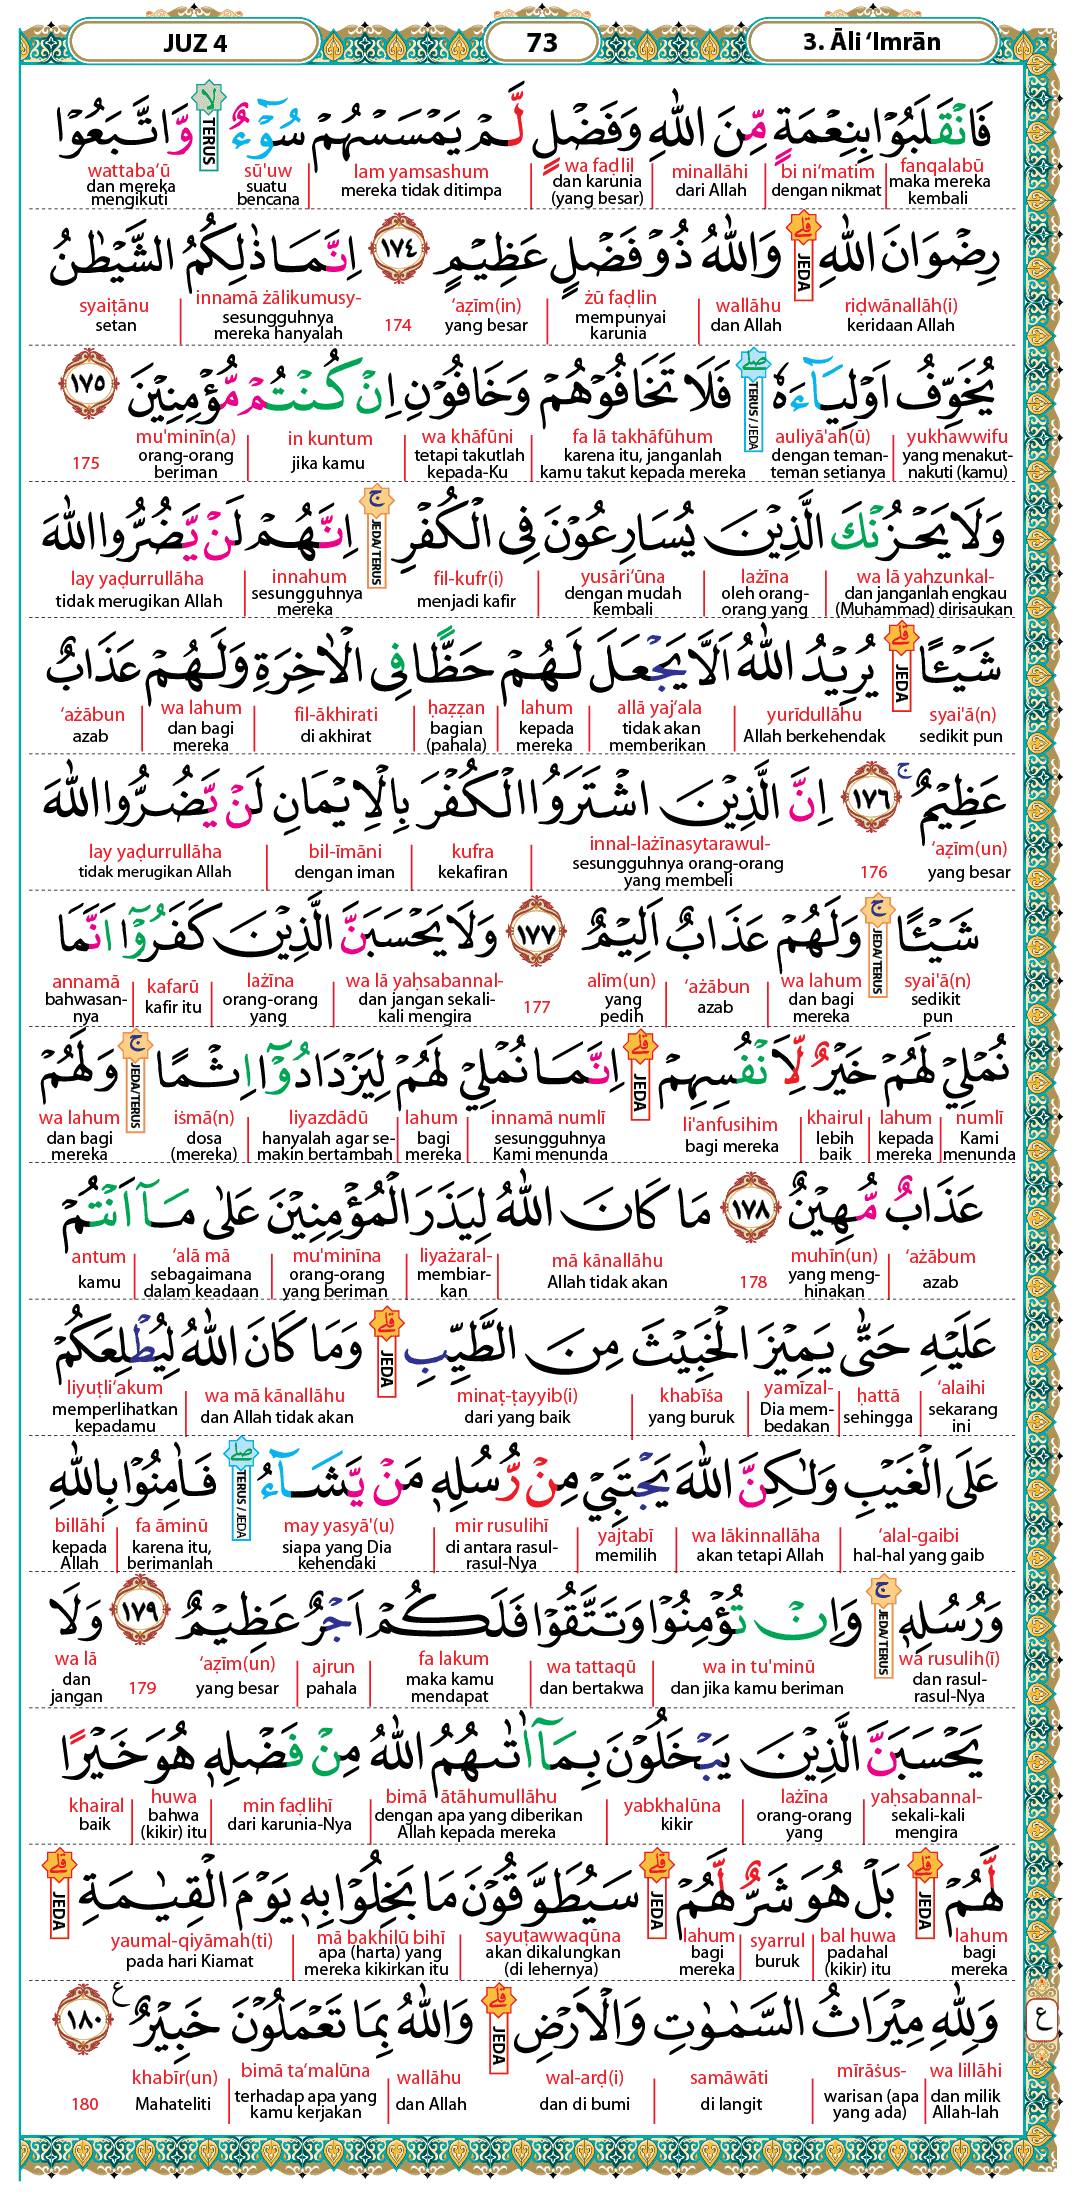 JUZ 4 73 3. Āli ‘Imrān
فَانْقَلَبُوْا بِنِعْمَةٍ مِّنَ اللّٰهِ وَفَضْلٍ لَّمْ يَمْسَسْهُمْ سُوْۤءٌۙ وَّاتَّبَعُوْا
TERUS
fanqalabū bi ni‘matim minallāhi wa faḍlil lam yamsashum sū'uw wattaba‘ū
maka mereka kembali dengan nikmat dari Allah dan karunia (yang besar) mereka tidak ditimpa suatu bencana dan mereka mengikuti
رِضْوَانَ اللّٰهِ ۗ وَاللّٰهُ ذُوْ فَضْلٍ عَظِيْمٍ ١٧٤ اِنَّمَا ذٰلِكُمُ الشَّيْطٰنُ
JEDA
riḍwānallāh(i) wallāhu żū faḍlin ‘aẓīm(in) 174 innamā żālikumusy- syaiṭānu
keridaan Allah dan Allah mempunyai karunia yang besar sesungguhnya mereka hanyalah setan
يُخَوِّفُ اَوْلِيَاۤءَهٗ ۖ فَلَا تَخَافُوْهُمْ وَخَافُوْنِ اِنْ كُنْتُمْ مُّؤْمِنِيْنَ ١٧٥
TERUS / JEDA
yukhawwifu auliyā'ah(ū) fa lā takhāfūhum wa khāfūni in kuntum mu'minīn(a) 175
yang menakut-nakuti (kamu) dengan teman-teman setianya karena itu, janganlah kamu takut kepada mereka tetapi takutlah kepada-Ku jika kamu orang-orang beriman
وَلَا يَحْزُنْكَ الَّذِيْنَ يُسَارِعُوْنَ فِى الْكُفْرِۚ اِنَّهُمْ لَنْ يَّضُرُّوا اللّٰهَ
JEDA/ TERUS
wa lā yahzunkal- lażīna yusāri‘ūna fil-kufr(i) innahum lay yaḍurrullāha
dan janganlah engkau (Muhammad) dirisaukan oleh orang-orang yang dengan mudah kembali menjadi kafir sesungguhnya mereka tidak merugikan Allah
شَيْـًٔا ۗ يُرِيْدُ اللّٰهُ اَلَّا يَجْعَلَ لَهُمْ حَظًّا فِى الْاٰخِرَةِ وَلَهُمْ عَذَابٌ
JEDA
syai'ā(n) yurīdullāhu allā yaj‘ala lahum ḥaẓẓan fil-ākhirati wa lahum ‘ażābun
sedikit pun Allah berkehendak tidak akan memberikan kepada mereka bagian (pahala) di akhirat dan bagi mereka azab
عَظِيْمٌۚ ١٧٦ اِنَّ الَّذِيْنَ اشْتَرَوُا الْكُفْرَ بِالْاِيْمَانِ لَنْ يَّضُرُّوا اللّٰهَ
‘aẓīm(un) 176 innal-lażīnasytarawul- kufra bil-īmāni lay yaḍurrullāha
yang besar sesungguhnya orang-orang yang membeli kekafiran dengan iman tidak merugikan Allah
شَيْـًٔاۚ وَلَهُمْ عَذَابٌ اَلِيْمٌ ١٧٧ وَلَا يَحْسَبَنَّ الَّذِيْنَ كَفَرُوْٓا اَنَّمَا
JEDA/ TERUS
syai'ā(n) wa lahum ‘ażābun alīm(un) 177 wa lā yaḥsabannal- lażīna kafarū annamā
sedikit pun dan bagi mereka azab yang pedih dan jangan sekali-kali mengira orang-orang yang kafir itu bahwasan-nya
نُمْلِيْ لَهُمْ خَيْرٌ لِّاَنْفُسِهِمْ ۗ اِنَّمَا نُمْلِيْ لَهُمْ لِيَزْدَادُوْٓا اِثْمًاۚ وَلَهُمْ
JEDA JEDA/TERUS
numlī lahum khairul li'anfusihim innamā numlī lahum liyazdādū iṡmā(n) wa lahum
Kami menunda kepada mereka lebih baik bagi mereka sesungguhnya Kami menunda bagi mereka hanyalah agar se-makin bertambah dosa (mereka) dan bagi mereka
عَذَابٌ مُّهِيْنٌ ١٧٨ مَا كَانَ اللّٰهُ لِيَذَرَ الْمُؤْمِنِيْنَ عَلٰى مَآ اَنْتُمْ
‘ażābum muhīn(un) 178 mā kānallāhu liyażaral- mu'minīna ‘alā mā antum
azab yang meng-hinakan Allah tidak akan membiar-kan orang-orang yang beriman sebagaimana dalam keadaan kamu
عَلَيْهِ حَتّٰى يَمِيْزَ الْخَبِيْثَ مِنَ الطَّيِّبِ ۗ وَمَا كَانَ اللّٰهُ لِيُطْلِعَكُمْ
JEDA
‘alaihi ḥattā yamīzal- khabīṡa minaṭ-ṭayyib(i) wa mā kānallāhu liyuṭli‘akum
sekarang ini sehingga Dia mem-bedakan yang buruk dari yang baik dan Allah tidak akan memperlihatkan kepadamu
عَلَى الْغَيْبِ وَلٰكِنَّ اللّٰهَ يَجْتَبِيْ مِنْ رُّسُلِهٖ مَنْ يَّشَاۤءُ ۖ فَاٰمِنُوْا بِاللّٰهِ
TERUS / JEDA
‘alal-gaibi wa lākinnallāha yajtabī mir rusulihī may yasyā'(u) fa āminū billāhi
hal-hal yang gaib akan tetapi Allah memilih di antara rasul-rasul-Nya siapa yang Dia kehendaki karena itu, berimanlah kepada Allah
وَرُسُلِهٖۚ وَاِنْ تُؤْمِنُوْا وَتَتَّقُوْا فَلَكُمْ اَجْرٌ عَظِيْمٌ ١٧٩ وَلَا
JEDA/TERUS
wa rusulih(ī) wa in tu'minū wa tattaqū fa lakum ajrun ‘aẓīm(un) 179 wa lā
dan rasul-rasul-Nya dan jika kamu beriman dan bertakwa maka kamu mendapat pahala yang besar dan jangan
يَحْسَبَنَّ الَّذِيْنَ يَبْخَلُوْنَ بِمَآ اٰتٰىهُمُ اللّٰهُ مِنْ فَضْلِهٖ هُوَ خَيْرًا
yaḥsabannal- lażīna yabkhalūna bimā ātāhumullāhu min faḍlihī huwa khairal
sekali-kali mengira orang-orang yang kikir dengan apa yang diberikan Allah kepada mereka dari karunia-Nya bahwa (kikir) itu baik
لَّهُمْ ۗ بَلْ هُوَ شَرٌّ لَّهُمْ ۗ سَيُطَوَّقُوْنَ مَا بَخِلُوْا بِهٖ يَوْمَ الْقِيٰمَةِ ۗ
JEDA JEDA JEDA
lahum bal huwa syarrul lahum sayuṭawwaqūna mā bakhilū bihī yaumal-qiyāmah(ti)
bagi mereka padahal (kikir) itu buruk bagi mereka akan dikalungkan (di lehernya) apa (harta) yang mereka kikirkan itu pada hari Kiamat
وَلِلّٰهِ مِيْرَاثُ السَّمٰوٰتِ وَالْاَرْضِۗ وَاللّٰهُ بِمَا تَعْمَلُوْنَ خَبِيْرٌ ١٨٠ ع
JEDA
ع
wa lillāhi mīrāṡus- samāwāti wal-arḍ(i) wallāhu bimā ta‘malūna khabīr(un) 180
dan milik Allah-lah warisan (apa yang ada) di langit dan di bumi dan Allah terhadap apa yang kamu kerjakan Mahateliti